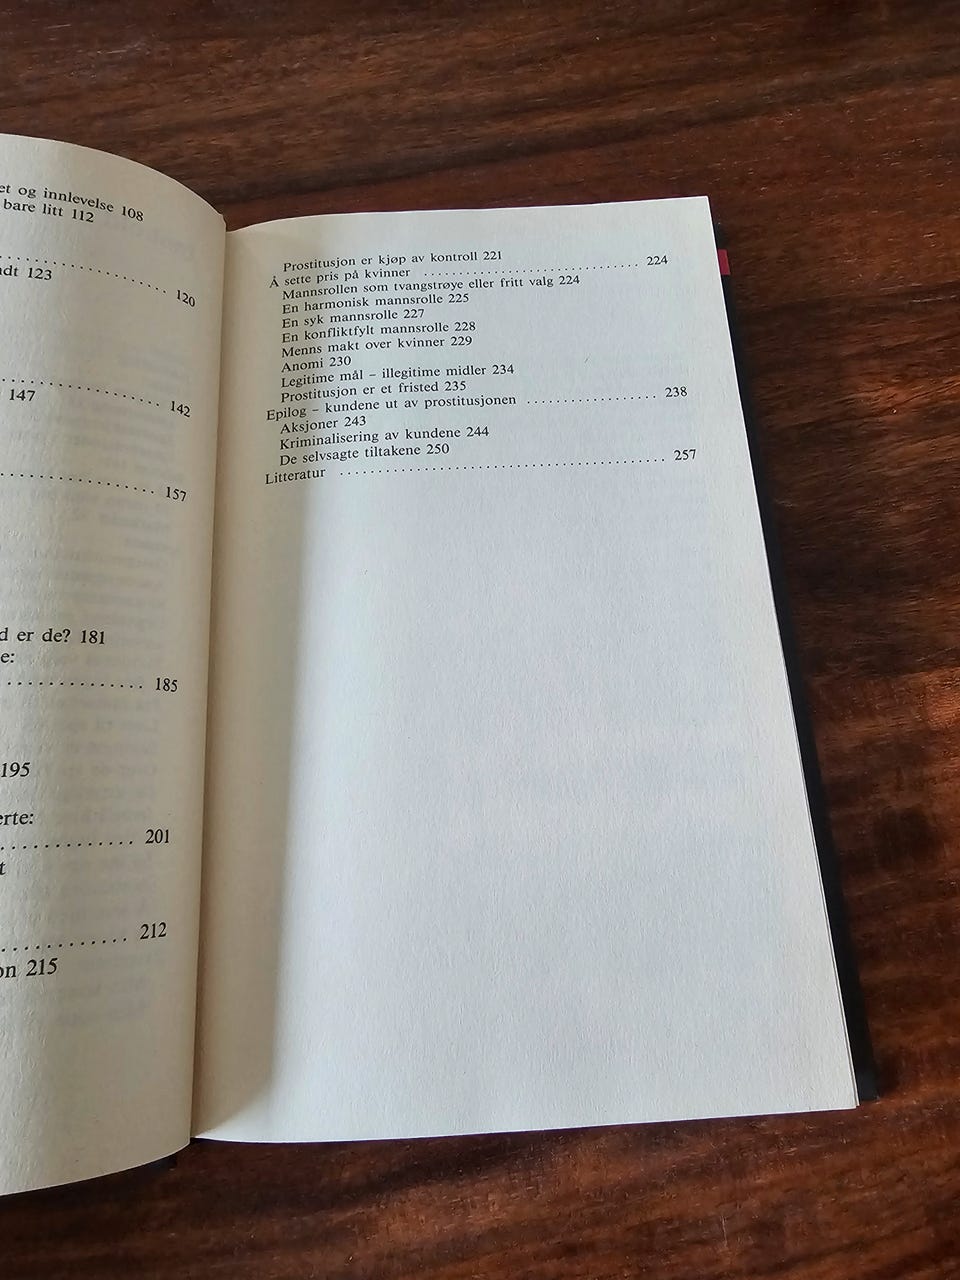 et og innlevelse 108
bare litt 112
123
120
147
142
157
er de? 181
185
195
201
212
215
Prostitusjon er kjøp av kontroll 221
Å sette pris på kvinner ........................................ 224
Mannsrollen som tvangstrøye eller fritt valg 224
En harmonisk mannsrolle 225
En syk mannsrolle 227
En konfliktfylt mannsrolle 228
Menns makt over kvinner 229
Anomi 230
Legitime mål – illegitime midler 234
Prostitusjon er et fristed 235
Epilog – kundene ut av prostitusjonen .................. 238
Aksjoner 243
Kriminalisering av kundene 244
De selvsagte tiltakene 250
Litteratur .................................................. 257